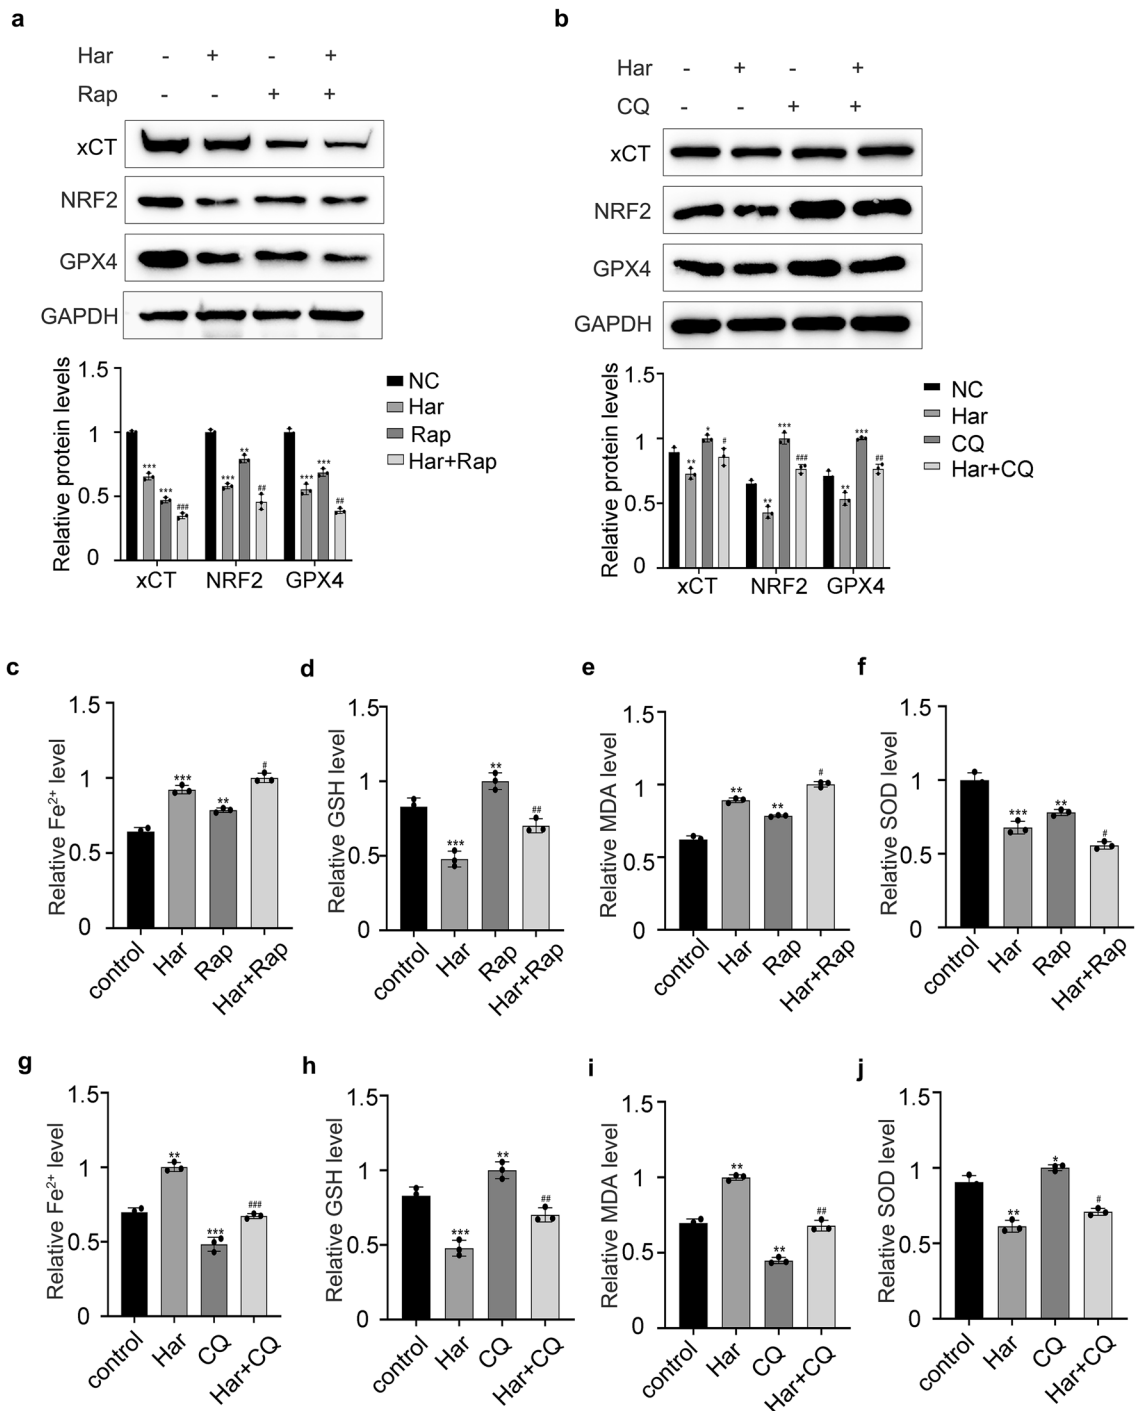 a
Har - + - +
Rap - - + +
xCT
NRF2
GPX4
GAPDH
Relative protein levels
1.5
1
0.5
0
*** *** ###
*** ** ##
*** *** ##
xCT NRF2 GPX4
NC
Har
Rap
Har+Rap
b
Har - + - +
CQ - - + +
xCT
NRF2
GPX4
GAPDH
Relative protein levels
1.5
1
0.5
0
** * #
** *** ###
** *** ##
xCT NRF2 GPX4
NC
Har
CQ
Har+CQ
c
Relative Fe²⁺ level
1.5
1
0.5
0
*** ** #
control Har Rap Har+Rap
d
Relative GSH level
1.5
1
0.5
0
*** ** ##
control Har Rap Har+Rap
e
Relative MDA level
1.5
1
0.5
0
** ** #
control Har Rap Har+Rap
f
Relative SOD level
1.5
1
0.5
0
*** ** #
control Har Rap Har+Rap
g
Relative Fe²⁺ level
1.5
1
0.5
0
** *** ###
control Har CQ Har+CQ
h
Relative GSH level
1.5
1
0.5
0
*** ** ##
control Har CQ Har+CQ
i
Relative MDA level
1.5
1
0.5
0
** ** ##
control Har CQ Har+CQ
j
Relative SOD level
1.5
1
0.5
0
** * #
control Har CQ Har+CQ